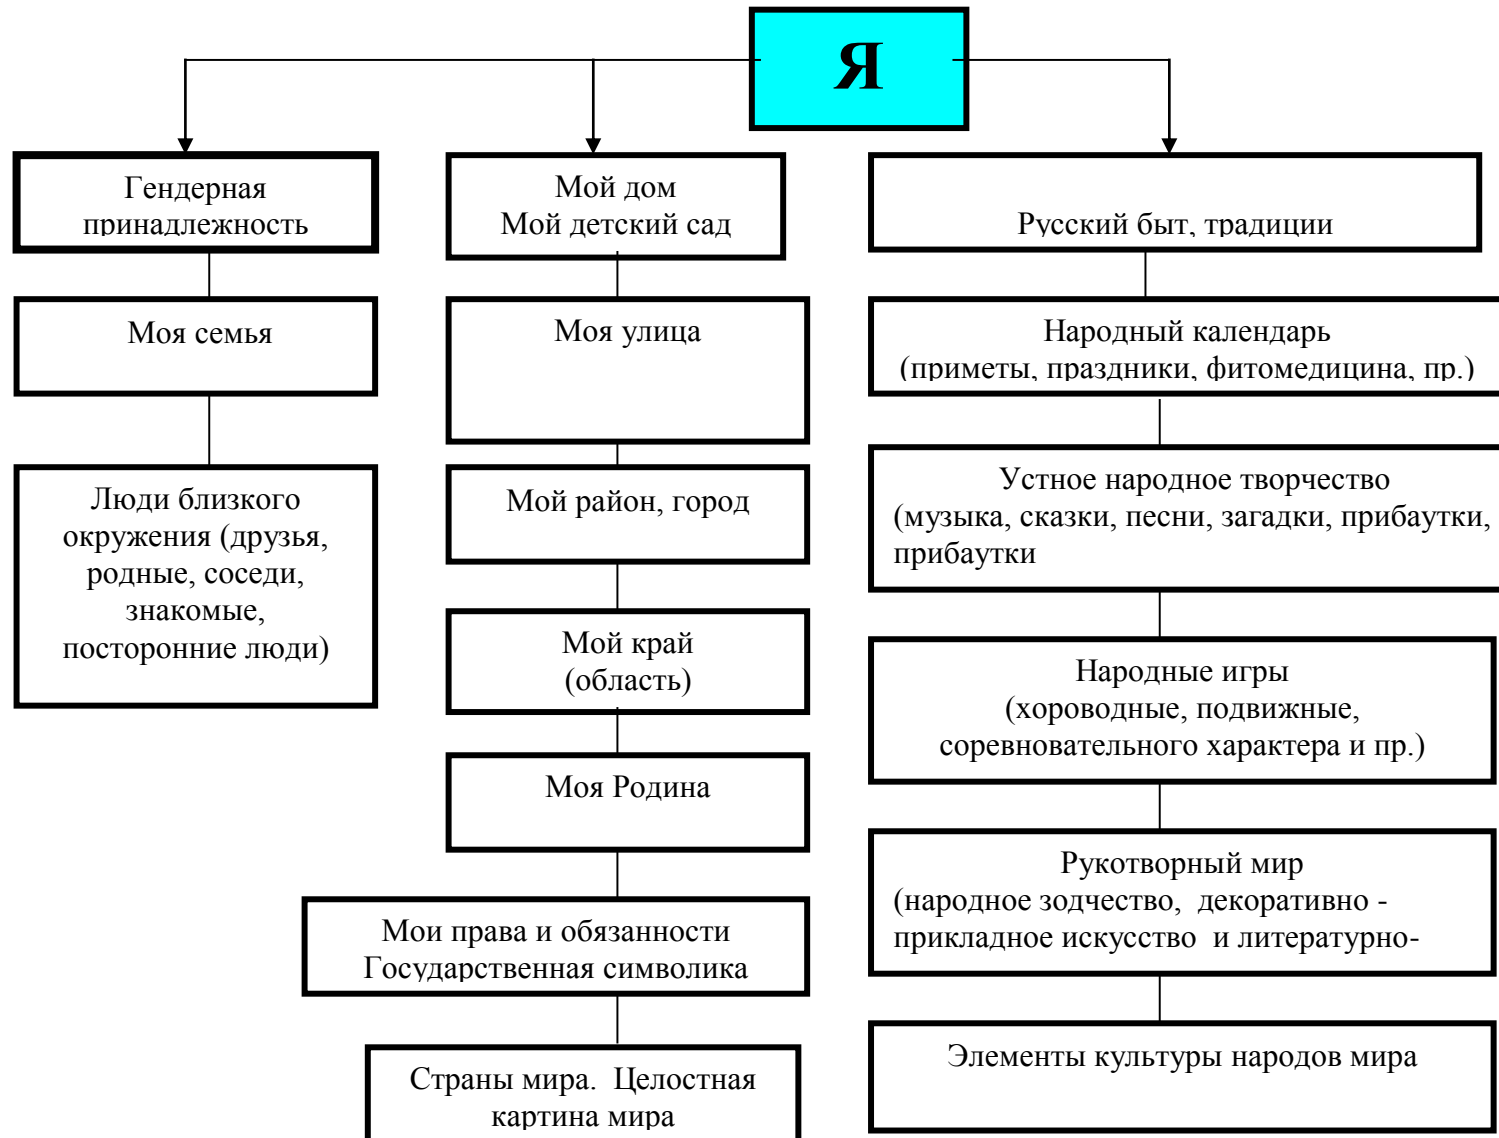 Я
Гендерная
принадлежность
Моя семья
Люди близкого
окружения (друзья,
родные, соседи,
знакомые,
посторонние люди)
Мой дом
Мой детский сад
Моя улица
Мой район, город
Мой край
(область)
Моя Родина
Мои права и обязанности
Государственная символика
Страны мира.  Целостная
картина мира
Русский быт, традиции
Народный календарь
(приметы, праздники, фитомедицина, пр.)
Устное народное творчество
(музыка, сказки, песни, загадки, прибаутки,
прибаутки
Народные игры
(хороводные, подвижные,
соревновательного характера и пр.)
Рукотворный мир
(народное зодчество,  декоративно -
прикладное искусство  и литературно-
Элементы культуры народов мира